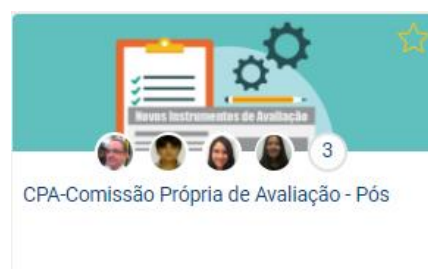 Novos Instrumentos de Avaliação
3
CPA-Comissão Própria de Avaliação - Pós